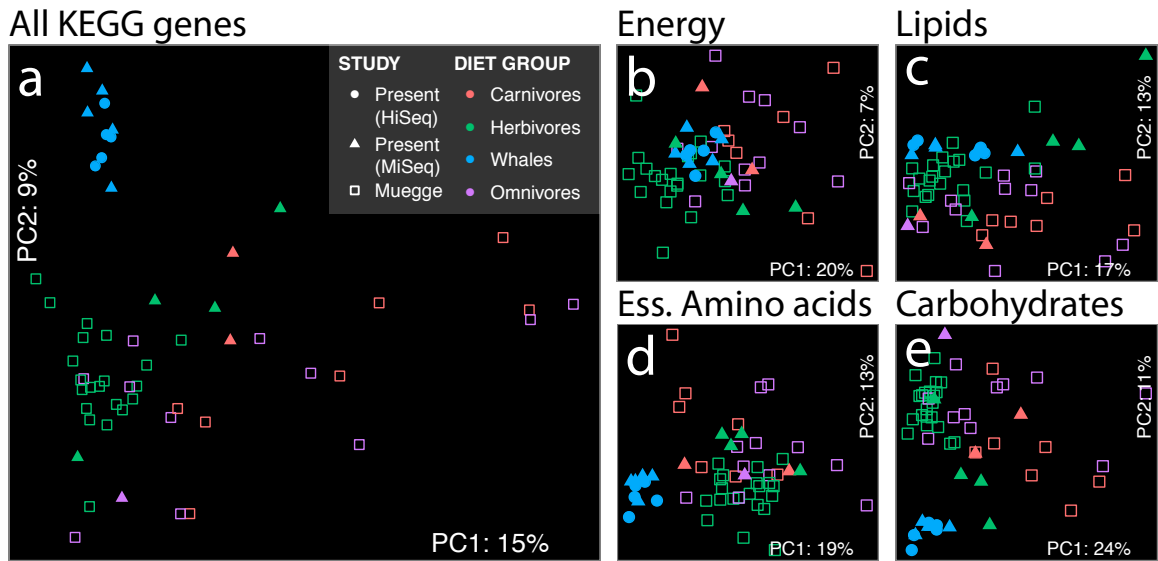 All KEGG genes
a
STUDY
DIET GROUP
Present
(HiSeq)
Present
(MiSeq)
Muegge
Carnivores
Herbivores
Whales
Omnivores
PC2: 9%
PC1: 15%
Energy
b
PC2: 7%
PC1: 20%
Lipids
c
PC2: 13%
PC1: 17%
Ess. Amino acids
d
PC2: 13%
PC1: 19%
Carbohydrates
e
PC2: 11%
PC1: 24%